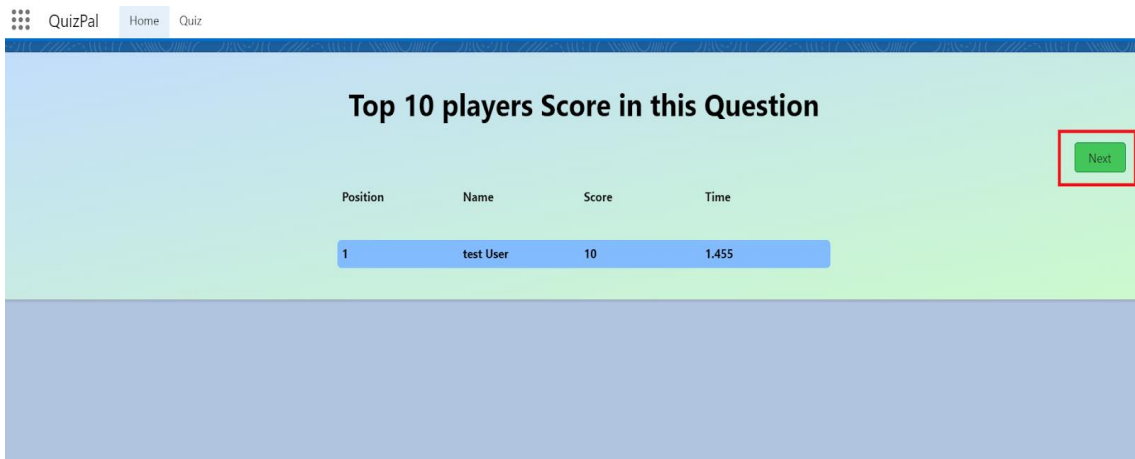 QuizPal Home Quiz
Top 10 players Score in this Question
Next
Position Name Score Time
1 test User 10 1.455